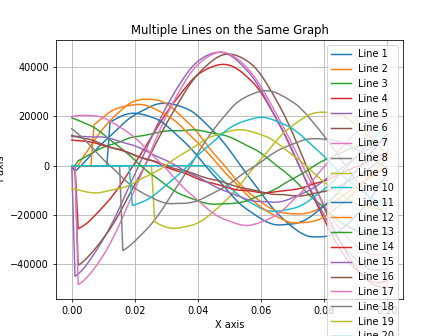 Multiple Lines on the Same Graph
40000
20000
0
−20000
−40000
0.00
0.02
0.04
0.06
X axis
Line 1
Line 2
Line 3
Line 4
Line 5
Line 6
Line 7
Line 8
Line 9
Line 10
Line 11
Line 12
Line 13
Line 14
Line 15
Line 16
Line 17
Line 18
Line 19
Line 20